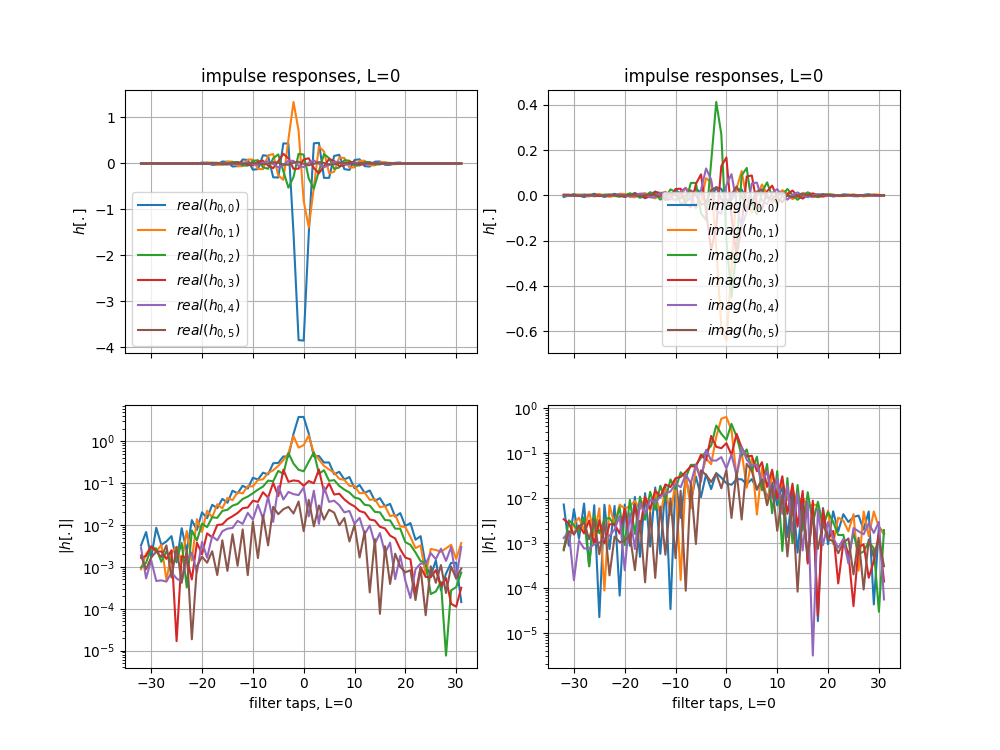 impulse responses, L=0
1
0
−1
−2
−3
−4
h[.]
real(h0,0)
real(h0,1)
real(h0,2)
real(h0,3)
real(h0,4)
real(h0,5)
impulse responses, L=0
0.4
0.2
0.0
−0.2
−0.4
−0.6
h[.]
imag(h0,0)
imag(h0,1)
imag(h0,2)
imag(h0,3)
imag(h0,4)
imag(h0,5)
10^0
10^−1
10^−2
10^−3
10^−4
10^−5
|h[.]|
−30 −20 −10 0 10 20 30
filter taps, L=0
10^0
10^−1
10^−2
10^−3
10^−4
10^−5
|h[.]|
−30 −20 −10 0 10 20 30
filter taps, L=0